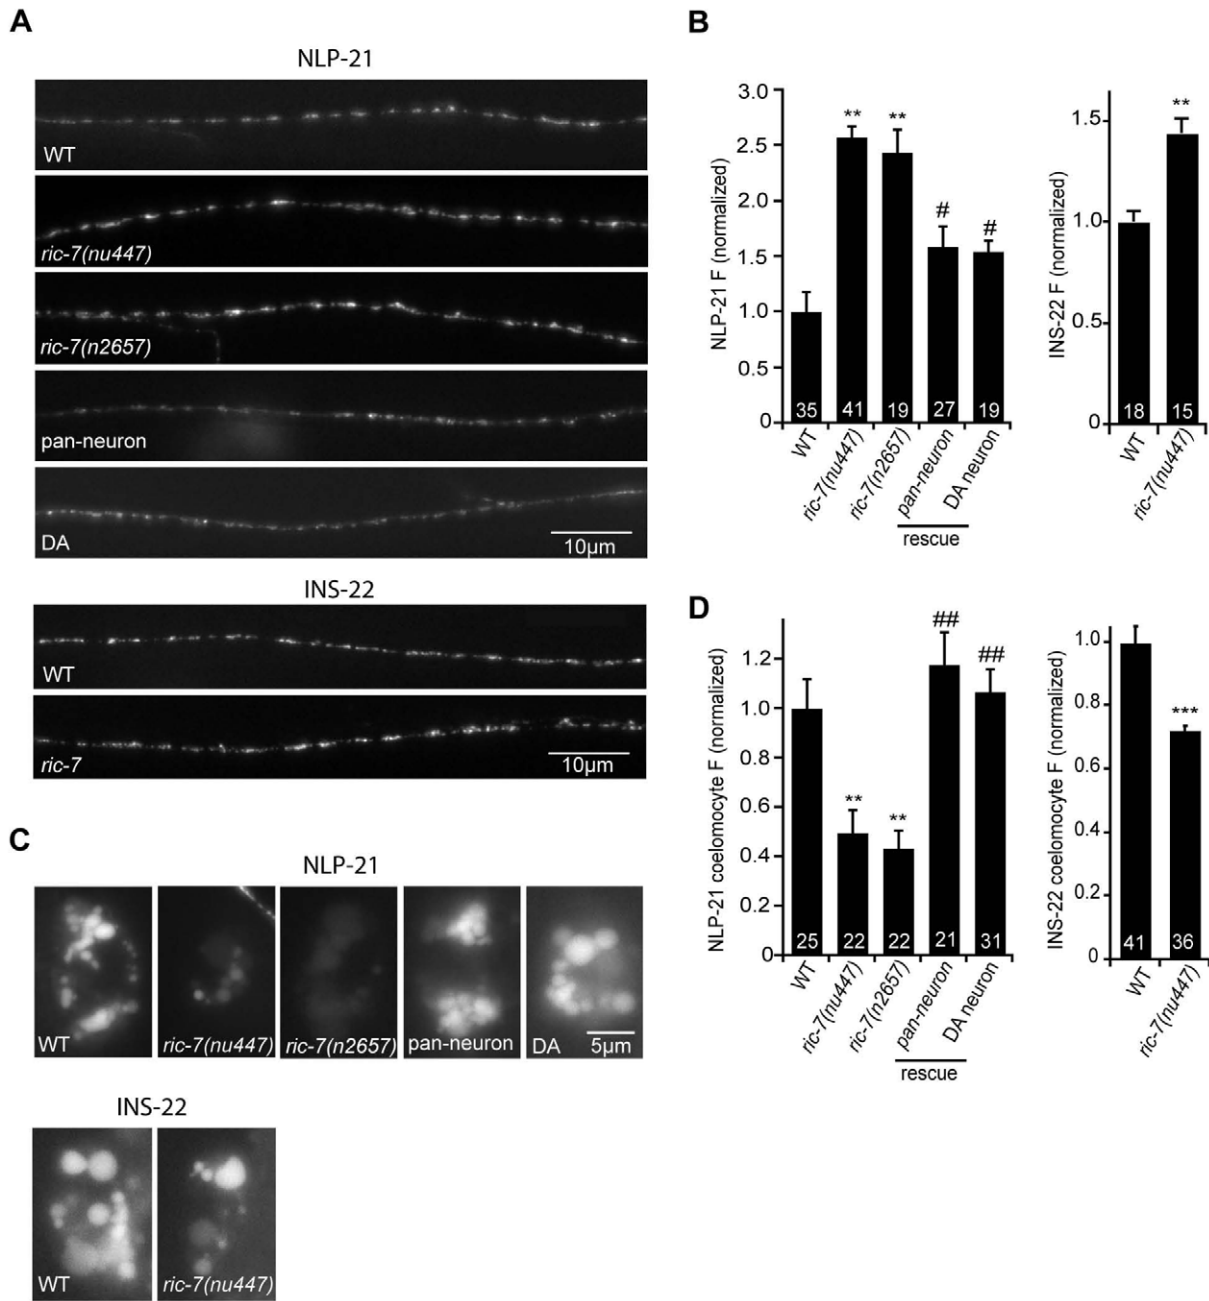 A
NLP-21
WT
ric-7(nu447)
ric-7(n2657)
pan-neuron
DA
10µm
INS-22
WT
ric-7
10µm
B
NLP-21 F (normalized)
3.0
2.5
2.0
1.5
1.0
0.5
0
**
**
#
#
35
41
19
27
19
WT
ric-7(nu447)
ric-7(n2657)
pan-neuron
DA neuron
rescue
INS-22 F (normalized)
1.5
1.0
0.5
0
**
18
15
WT
ric-7(nu447)
C
NLP-21
WT
ric-7(nu447)
ric-7(n2657)
pan-neuron
DA
5µm
INS-22
WT
ric-7(nu447)
D
NLP-21 coelomocyte F (normalized)
1.2
1.0
0.8
0.6
0.4
0.2
0
**
**
##
##
25
22
22
21
31
WT
ric-7(nu447)
ric-7(n2657)
pan-neuron
DA neuron
rescue
INS-22 coelomocyte F (normalized)
1.0
0.8
0.6
0.4
0.2
0
***
41
36
WT
ric-7(nu447)